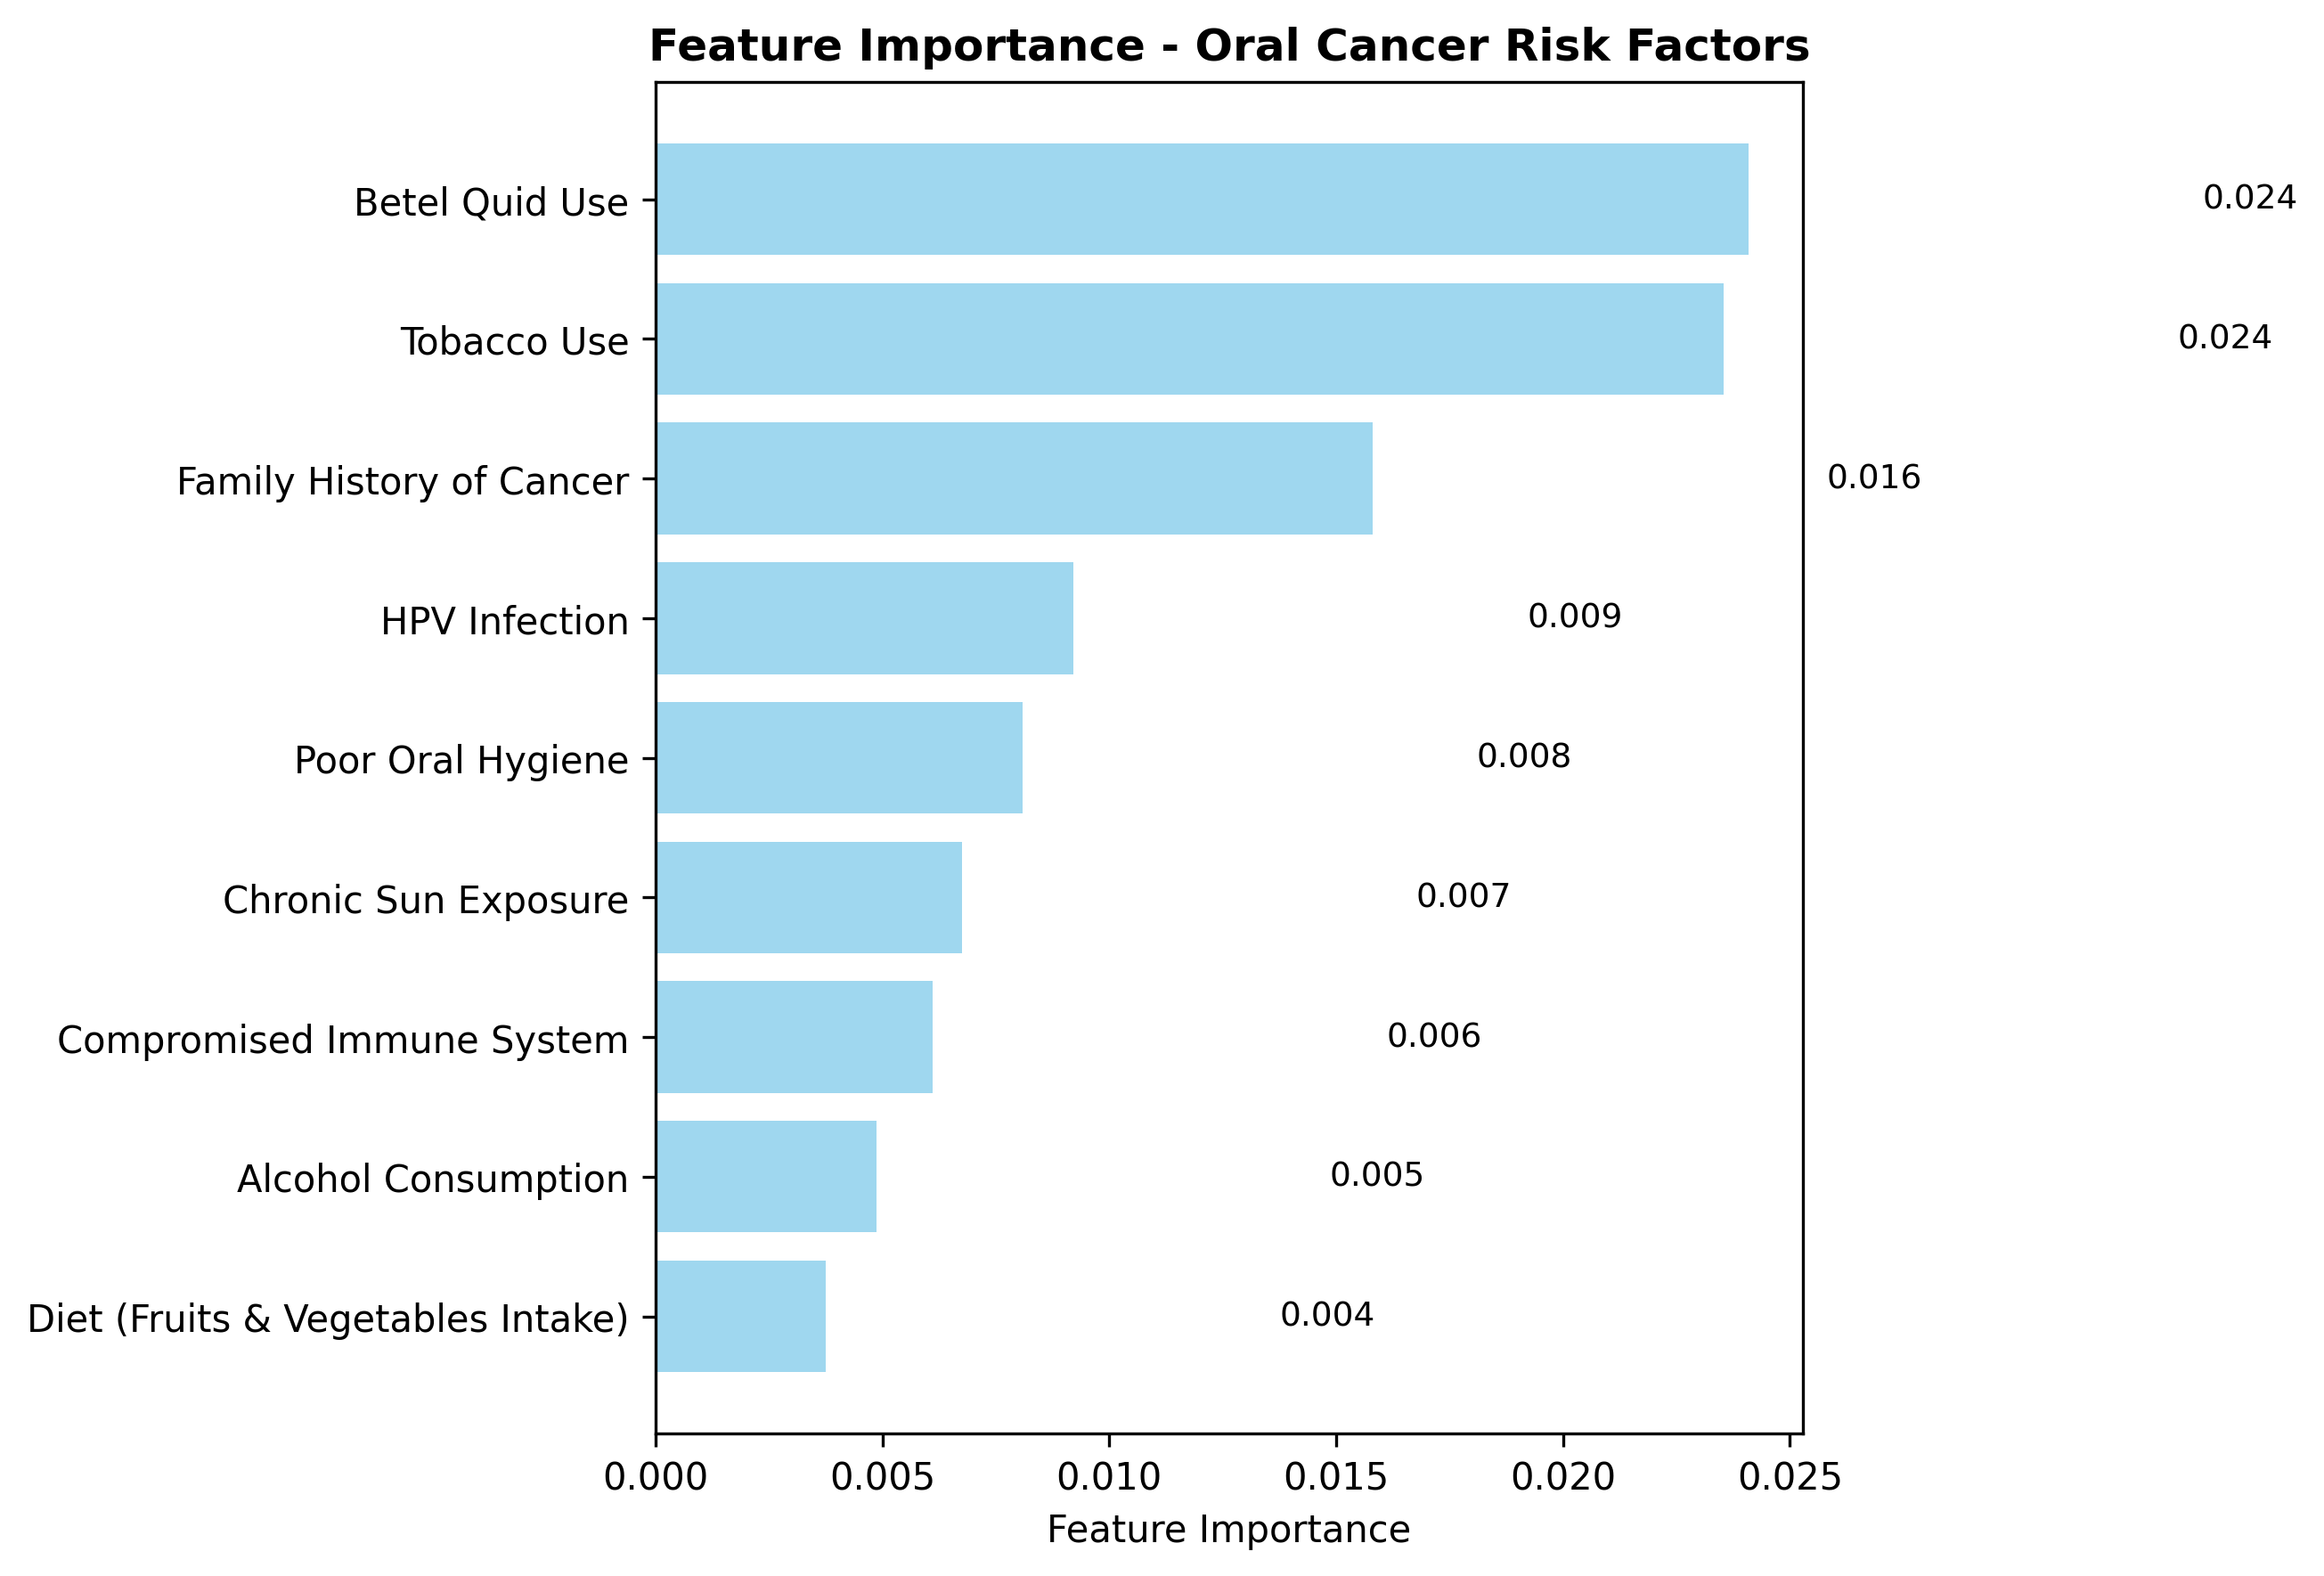 Feature Importance - Oral Cancer Risk Factors
Betel Quid Use 0.024
Tobacco Use 0.024
Family History of Cancer 0.016
HPV Infection 0.009
Poor Oral Hygiene 0.008
Chronic Sun Exposure 0.007
Compromised Immune System 0.006
Alcohol Consumption 0.005
Diet (Fruits & Vegetables Intake) 0.004
0.000 0.005 0.010 0.015 0.020 0.025
Feature Importance